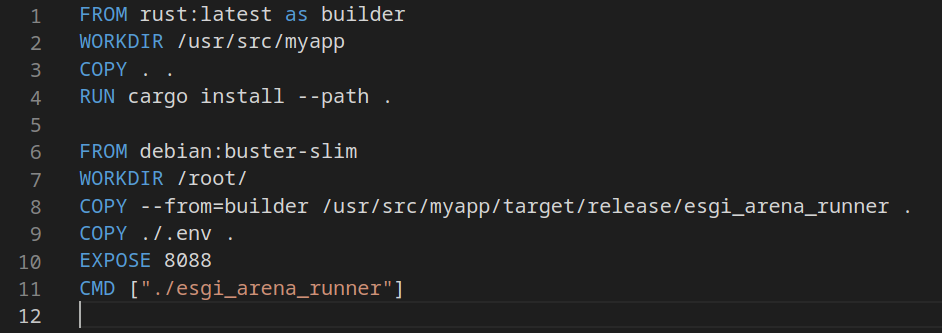 1 FROM rust:latest as builder
2 WORKDIR /usr/src/myapp
3 COPY . .
4 RUN cargo install --path .
5
6 FROM debian:buster-slim
7 WORKDIR /root/
8 COPY --from=builder /usr/src/myapp/target/release/esgi_arena_runner .
9 COPY ./.env .
10 EXPOSE 8088
11 CMD ["./esgi_arena_runner"]
12